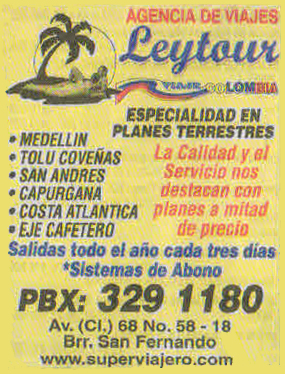 AGENCIA DE VIAJES
Leytour
VIAJE COLOMBIA
ESPECIALIDAD EN
PLANES TERRESTRES
• MEDELLIN
• TOLU COVEÑAS
• SAN ANDRES
• CAPURGANA
• COSTA ATLANTICA
• EJE CAFETERO
La Calidad y el
Servicio nos
destacan con
planes a mitad
de precio
Salidas todo el año cada tres días
*Sistemas de Abono
PBX: 329 1180
Av. (Cl.) 68 No. 58 - 18
Brr. San Fernando
www.superviajero.com